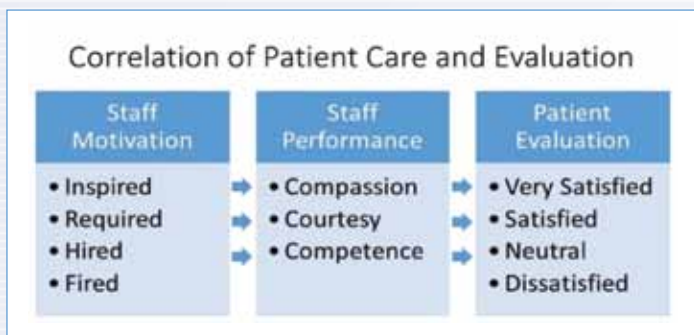 Correlation of Patient Care and Evaluation
Staff
Motivation
• Inspired
• Required
• Hired
• Fired
Staff
Performance
• Compassion
• Courtesy
• Competence
Patient
Evaluation
• Very Satisfied
• Satisfied
• Neutral
• Dissatisfied